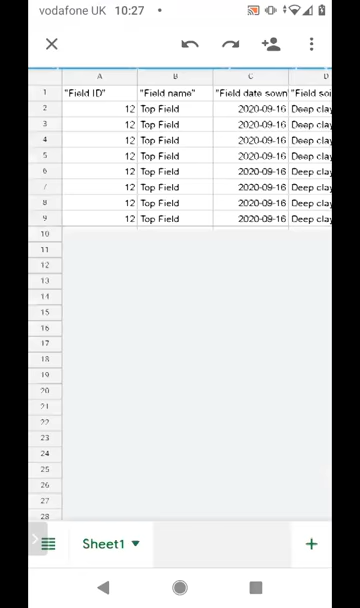 vodafone UK 10:27
A B C D
1 "Field ID" "Field name" "Field date sown "Field soi
2 12 Top Field 2020-09-16 Deep clay
3 12 Top Field 2020-09-16 Deep clay
4 12 Top Field 2020-09-16 Deep clay
5 12 Top Field 2020-09-16 Deep clay
6 12 Top Field 2020-09-16 Deep clay
7 12 Top Field 2020-09-16 Deep clay
8 12 Top Field 2020-09-16 Deep clay
9 12 Top Field 2020-09-16 Deep clay
10
11
12
13
14
15
16
17
18
19
20
21
22
23
24
25
26
27
28
Sheet1